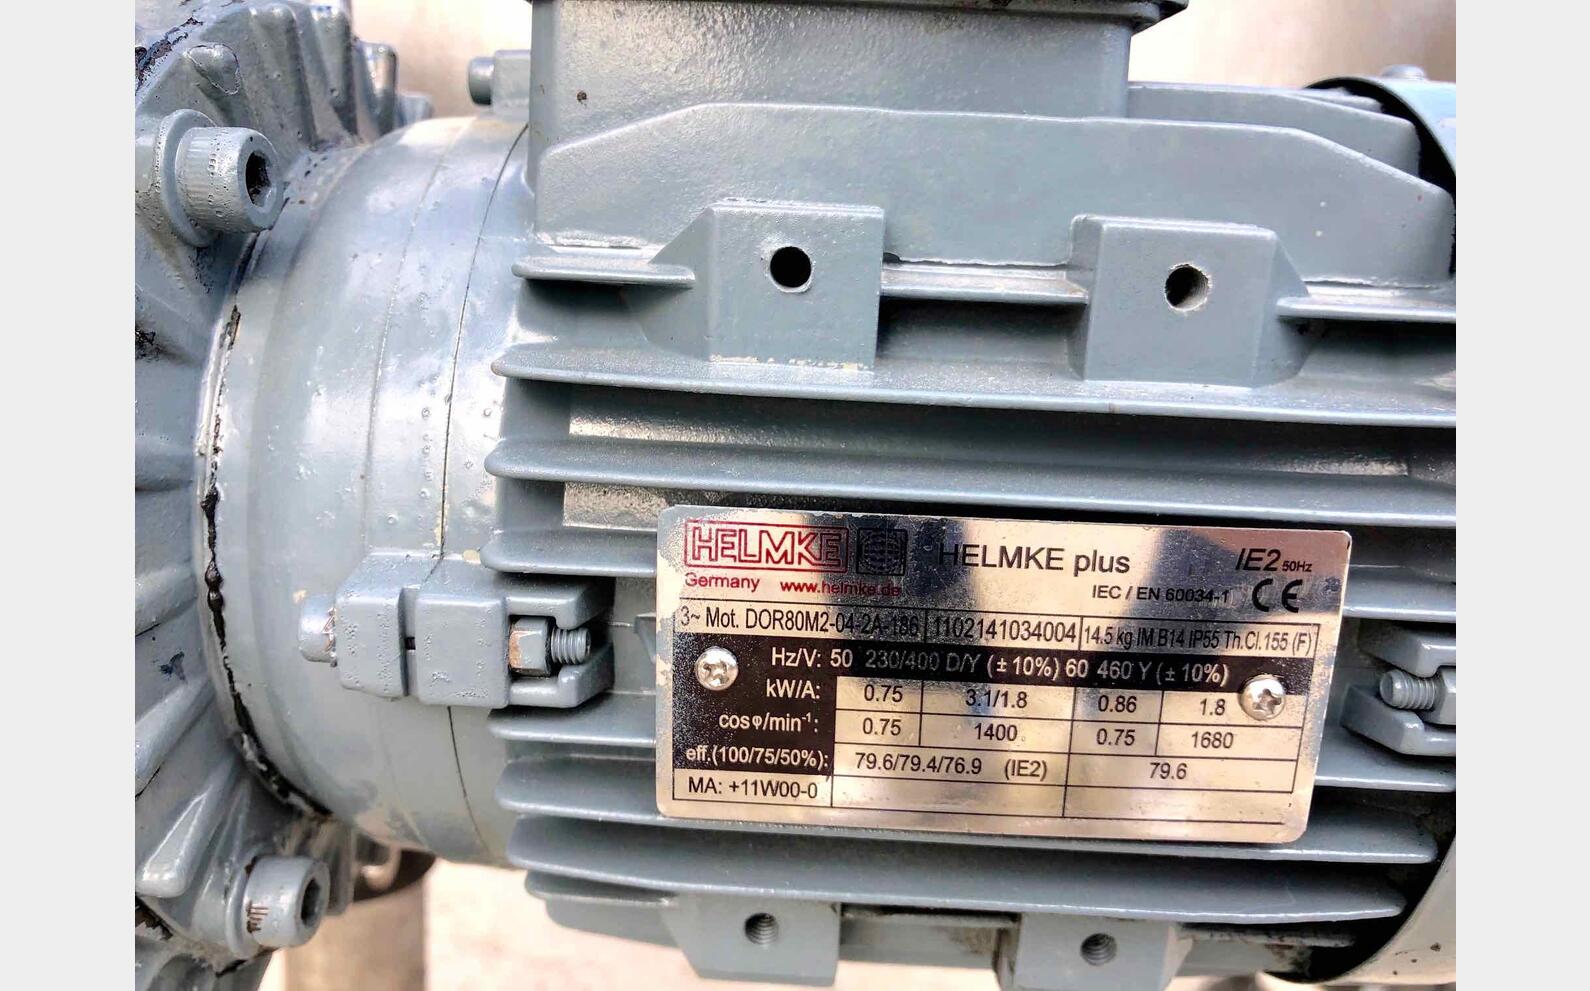 HELMKE HELMKE plus IE2 50Hz
Germany www.helmke.de IEC / EN 60034-1 CE
3~ Mot. DOR80M2-04-2A-186 1102141034004 14.5 kg IM B14 IP55 Th.Cl.155 (F)
Hz/V: 50 230/400 D/Y (±10%) 60 460 Y (±10%)
kW/A: 0.75 3.1/1.8 0.86 1.8
cosφ/min⁻¹: 0.75 1400 0.75 1680
eff.(100/75/50%): 79.6/79.4/76.9 (IE2) 79.6
MA: +11W00-0